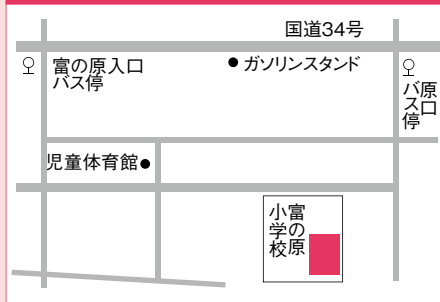 国道34号
富の原入口
バス停
ガソリンスタンド
原口
バス停
児童体育館
富の原
小学校